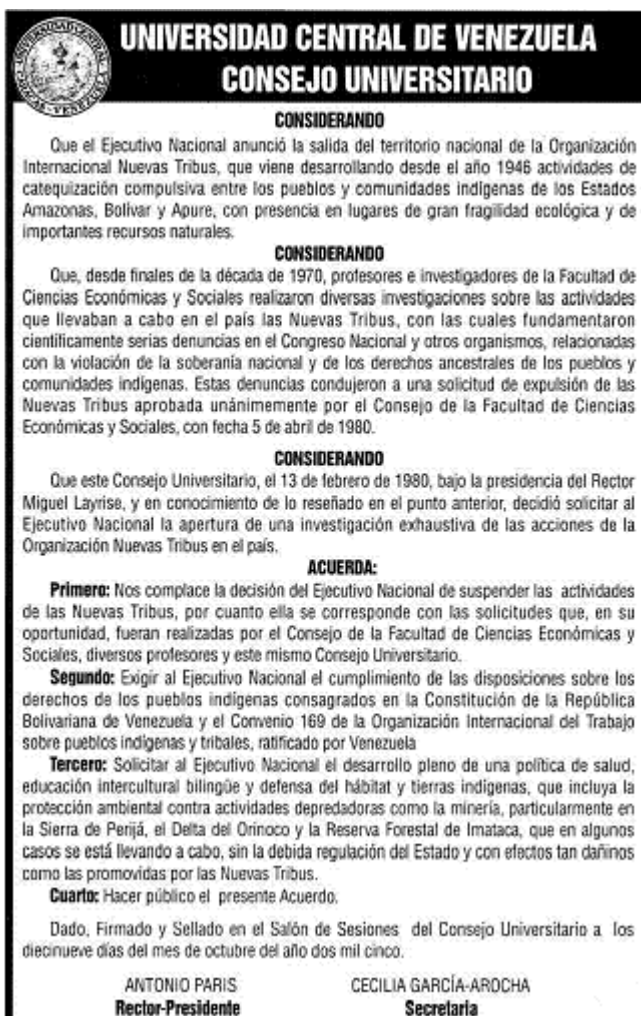 UNIVERSIDAD CENTRAL DE VENEZUELA
CONSEJO UNIVERSITARIO
CONSIDERANDO
Que el Ejecutivo Nacional anunció la salida del territorio nacional de la Organización
Internacional Nuevas Tribus, que viene desarrollando desde el año 1946 actividades de
catequización compulsiva entre los pueblos y comunidades indígenas de los Estados
Amazonas, Bolívar y Apure, con presencia en lugares de gran fragilidad ecológica y de
importantes recursos naturales.
CONSIDERANDO
Que, desde finales de la década de 1970, profesores e investigadores de la Facultad de
Ciencias Económicas y Sociales realizaron diversas investigaciones sobre las actividades
que llevaban a cabo en el país las Nuevas Tribus, con las cuales fundamentaron
científicamente serias denuncias en el Congreso Nacional y otros organismos, relacionadas
con la violación de la soberanía nacional y de los derechos ancestrales de los pueblos y
comunidades indígenas. Estas denuncias condujeron a una solicitud de expulsión de las
Nuevas Tribus aprobada unánimemente por el Consejo de la Facultad de Ciencias
Económicas y Sociales, con fecha 5 de abril de 1980.
CONSIDERANDO
Que este Consejo Universitario, el 13 de febrero de 1980, bajo la presidencia del Rector
Miguel Layrise, y en conocimiento de lo reseñado en el punto anterior, decidió solicitar al
Ejecutivo Nacional la apertura de una investigación exhaustiva de las acciones de la
Organización Nuevas Tribus en el país.
ACUERDA:
Primero: Nos complace la decisión del Ejecutivo Nacional de suspender las actividades
de las Nuevas Tribus, por cuanto ella se corresponde con las solicitudes que, en su
oportunidad, fueran realizadas por el Consejo de la Facultad de Ciencias Económicas y
Sociales, diversos profesores y este mismo Consejo Universitario.
Segundo: Exigir al Ejecutivo Nacional el cumplimiento de las disposiciones sobre los
derechos de los pueblos indígenas consagrados en la Constitución de la República
Bolivariana de Venezuela y el Convenio 169 de la Organización Internacional del Trabajo
sobre pueblos indígenas y tribales, ratificado por Venezuela
Tercero: Solicitar al Ejecutivo Nacional el desarrollo pleno de una política de salud,
educación intercultural bilingüe y defensa del hábitat y tierras indígenas, que incluya la
protección ambiental contra actividades depredadoras como la minería, particularmente en
la Sierra de Perijá, el Delta del Orinoco y la Reserva Forestal de Imataca, que en algunos
casos se está llevando a cabo, sin la debida regulación del Estado y con efectos tan dañinos
como las promovidas por las Nuevas Tribus.
Cuarto: Hacer público el presente Acuerdo.
Dado, Firmado y Sellado en el Salón de Sesiones del Consejo Universitario a los
diecinueve días del mes de octubre del año dos mil cinco.
ANTONIO PARIS CECILIA GARCÍA-AROCHA
Rector-Presidente Secretaria